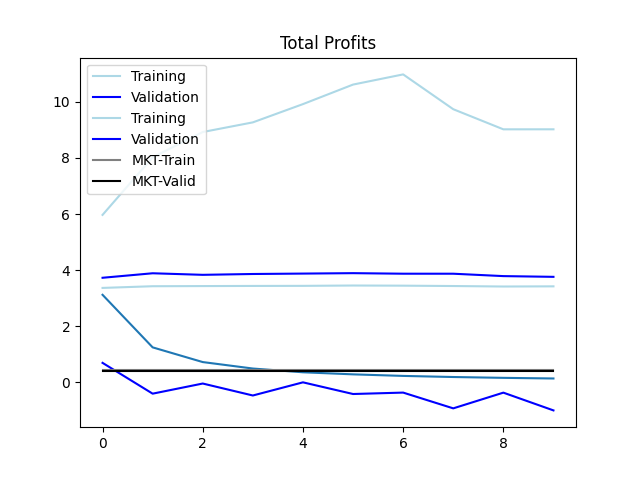 Total Profits
Training
Validation
Training
Validation
MKT-Train
MKT-Valid
10
8
6
4
2
0
0 2 4 6 8